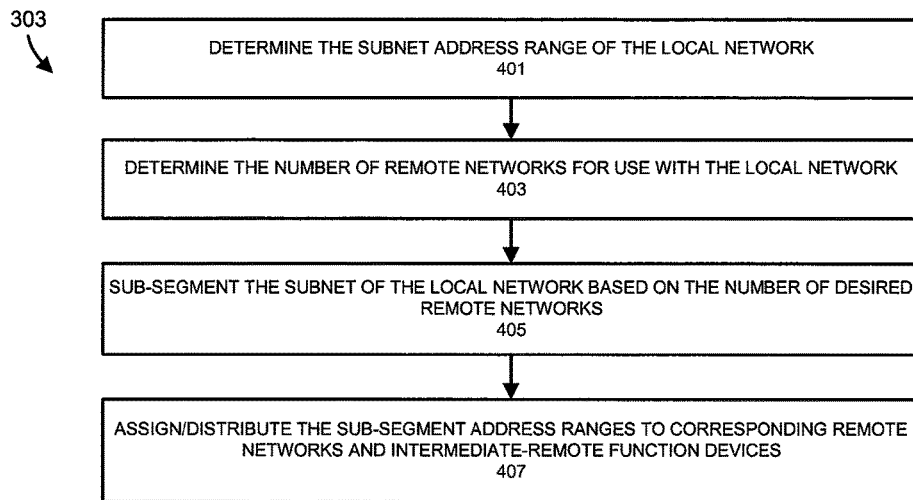 303
DETERMINE THE SUBNET ADDRESS RANGE OF THE LOCAL NETWORK
401
DETERMINE THE NUMBER OF REMOTE NETWORKS FOR USE WITH THE LOCAL NETWORK
403
SUB-SEGMENT THE SUBNET OF THE LOCAL NETWORK BASED ON THE NUMBER OF DESIRED
REMOTE NETWORKS
405
ASSIGN/DISTRIBUTE THE SUB-SEGMENT ADDRESS RANGES TO CORRESPONDING REMOTE
NETWORKS AND INTERMEDIATE-REMOTE FUNCTION DEVICES
407